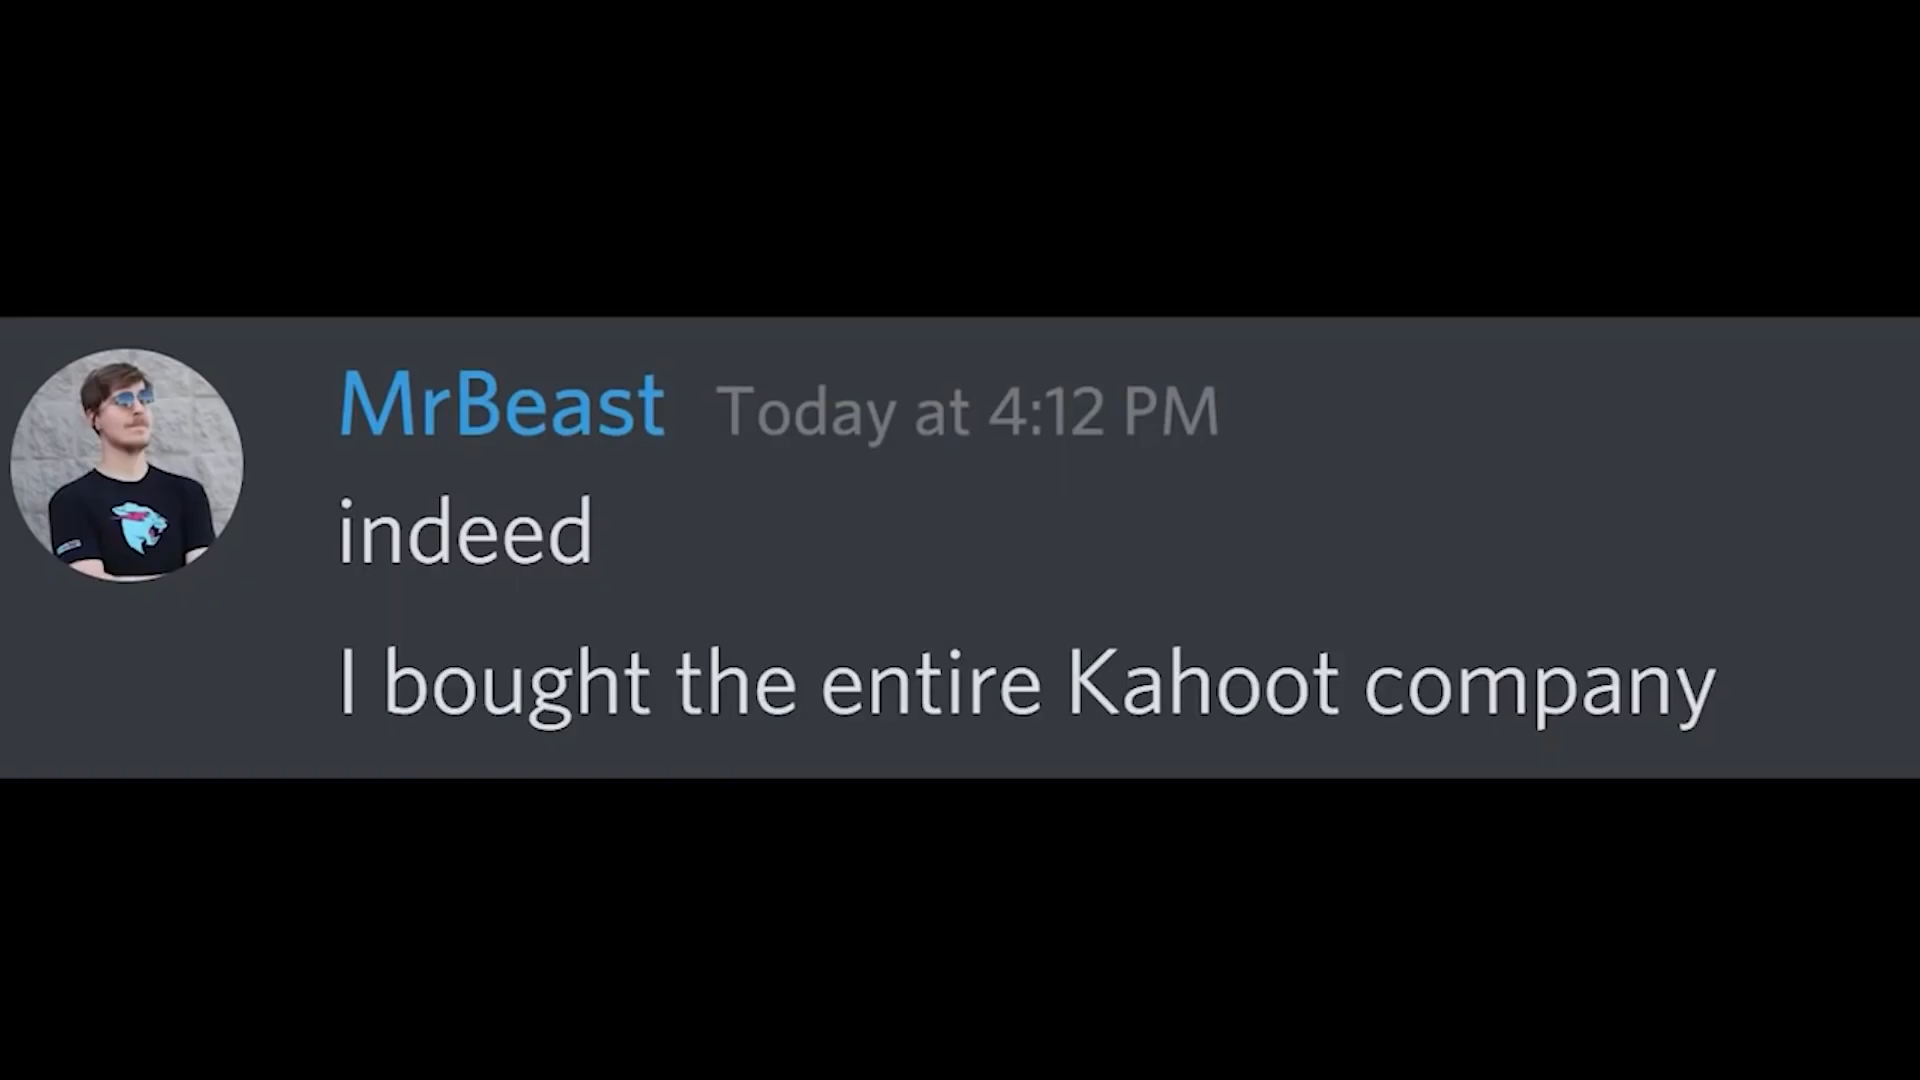 MrBeast Today at 4:12 PM
indeed
I bought the entire Kahoot company